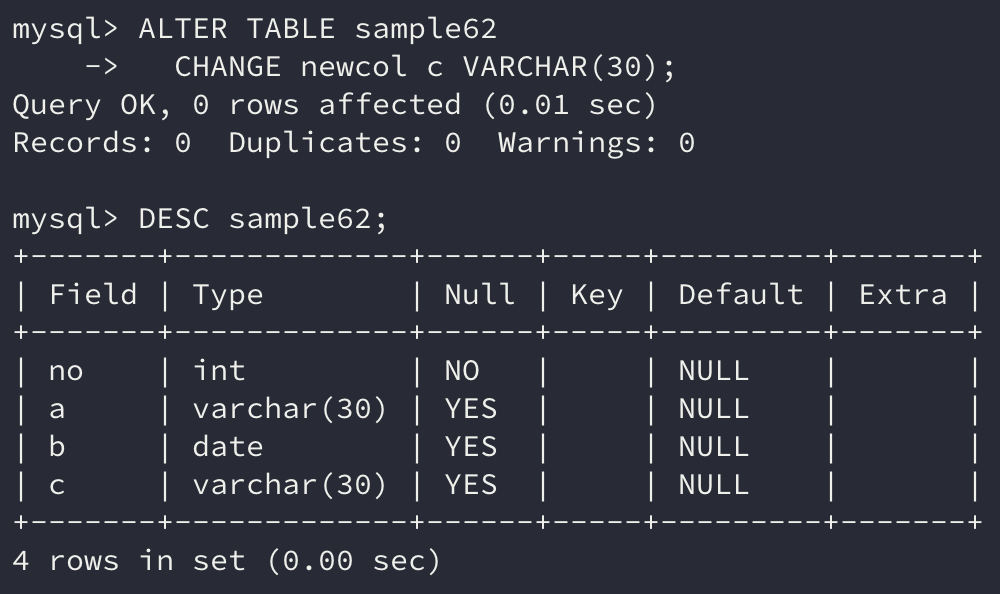 mysql> ALTER TABLE sample62
    ->   CHANGE newcol c VARCHAR(30);
Query OK, 0 rows affected (0.01 sec)
Records: 0  Duplicates: 0  Warnings: 0

mysql> DESC sample62;
+-------+-------------+------+-----+---------+-------+
| Field | Type        | Null | Key | Default | Extra |
+-------+-------------+------+-----+---------+-------+
| no    | int         | NO   |     | NULL    |       |
| a     | varchar(30) | YES  |     | NULL    |       |
| b     | date        | YES  |     | NULL    |       |
| c     | varchar(30) | YES  |     | NULL    |       |
+-------+-------------+------+-----+---------+-------+
4 rows in set (0.00 sec)